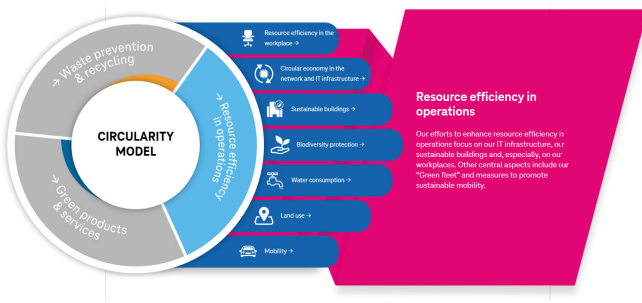 → Waste prevention
& recycling
→ Resource efficiency
in operations
→ Green products
& services
CIRCULARITY
MODEL
Resource efficiency in the
workplace →
Circular economy in the
network and IT infrastructure →
Sustainable buildings →
Biodiversity protection →
Water consumption →
Land use →
Mobility →
Resource efficiency in
operations
Our efforts to enhance resource efficiency in
operations focus on our IT infrastructure, our
sustainable buildings and, especially, on our
workplaces. Other central aspects include our
"Green fleet" and measures to promote
sustainable mobility.